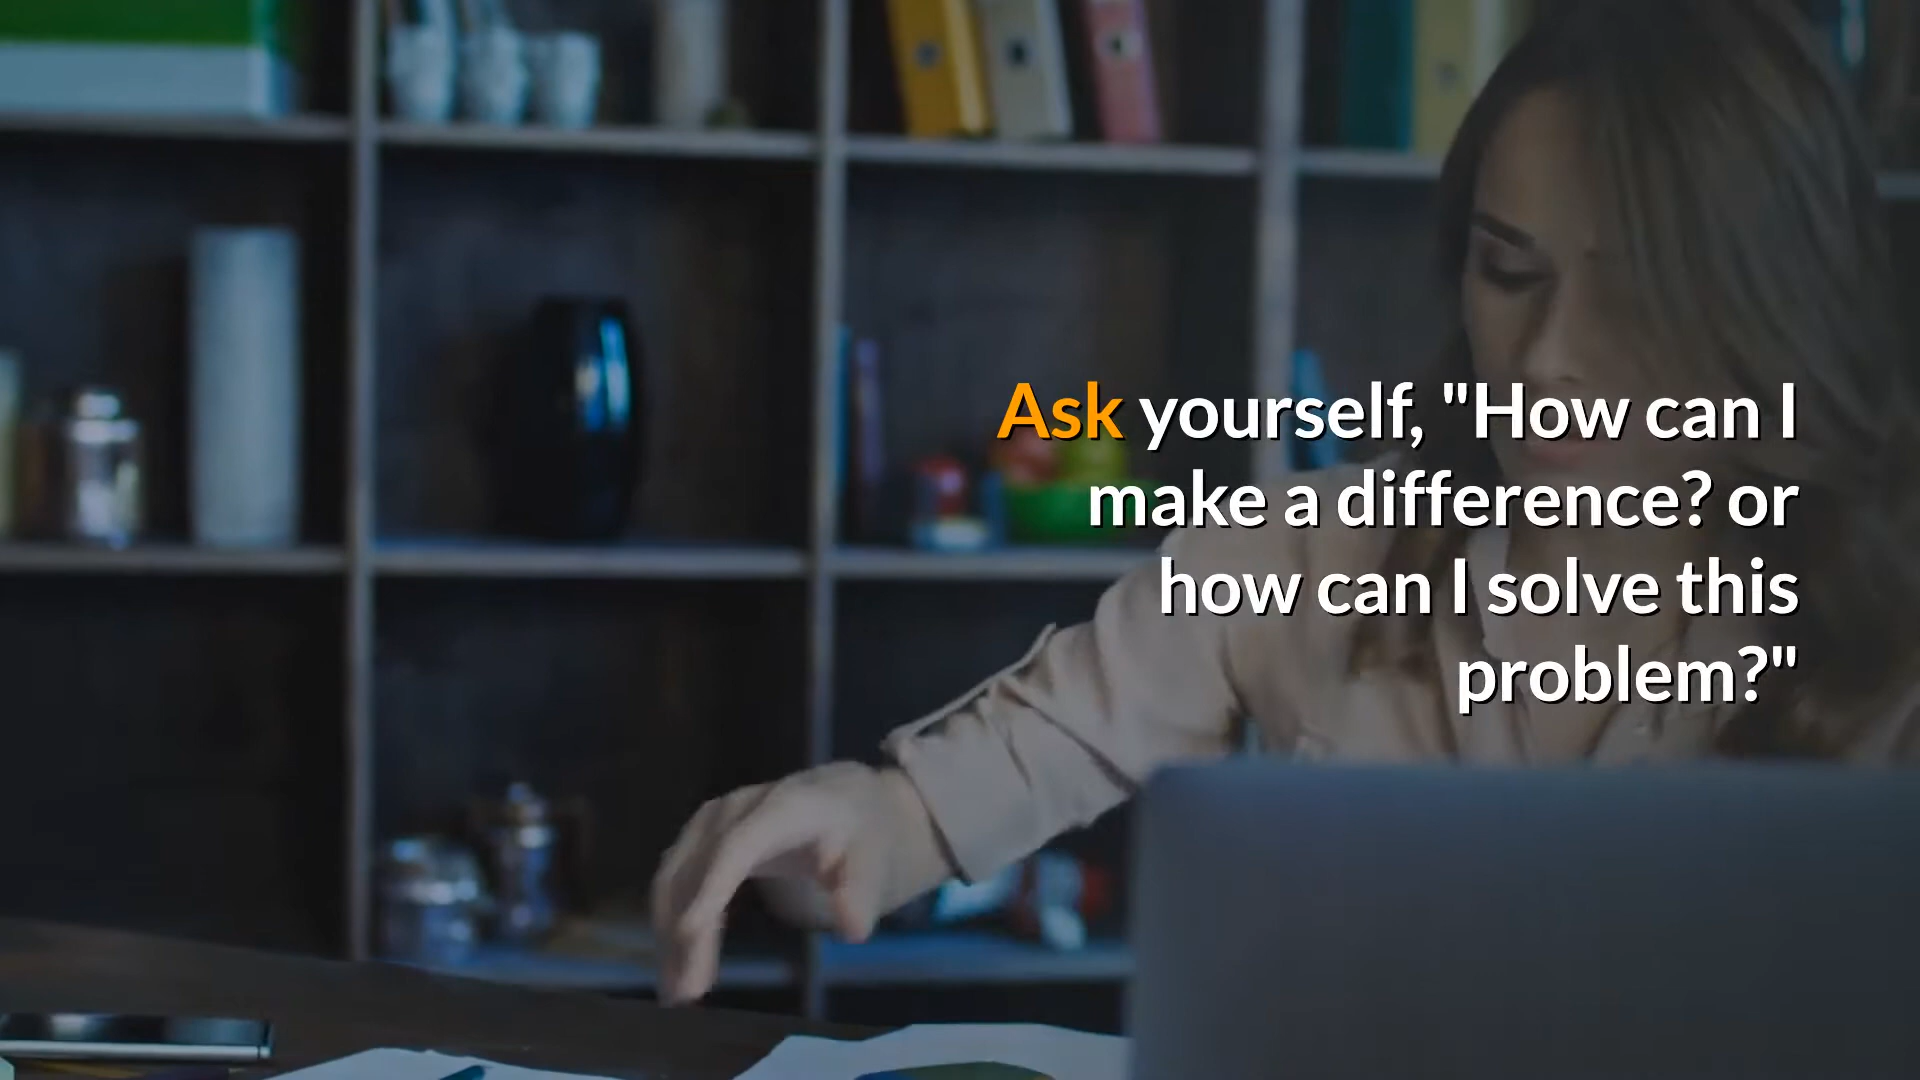 Ask yourself, "How can I
make a difference? or
how can I solve this
problem?"